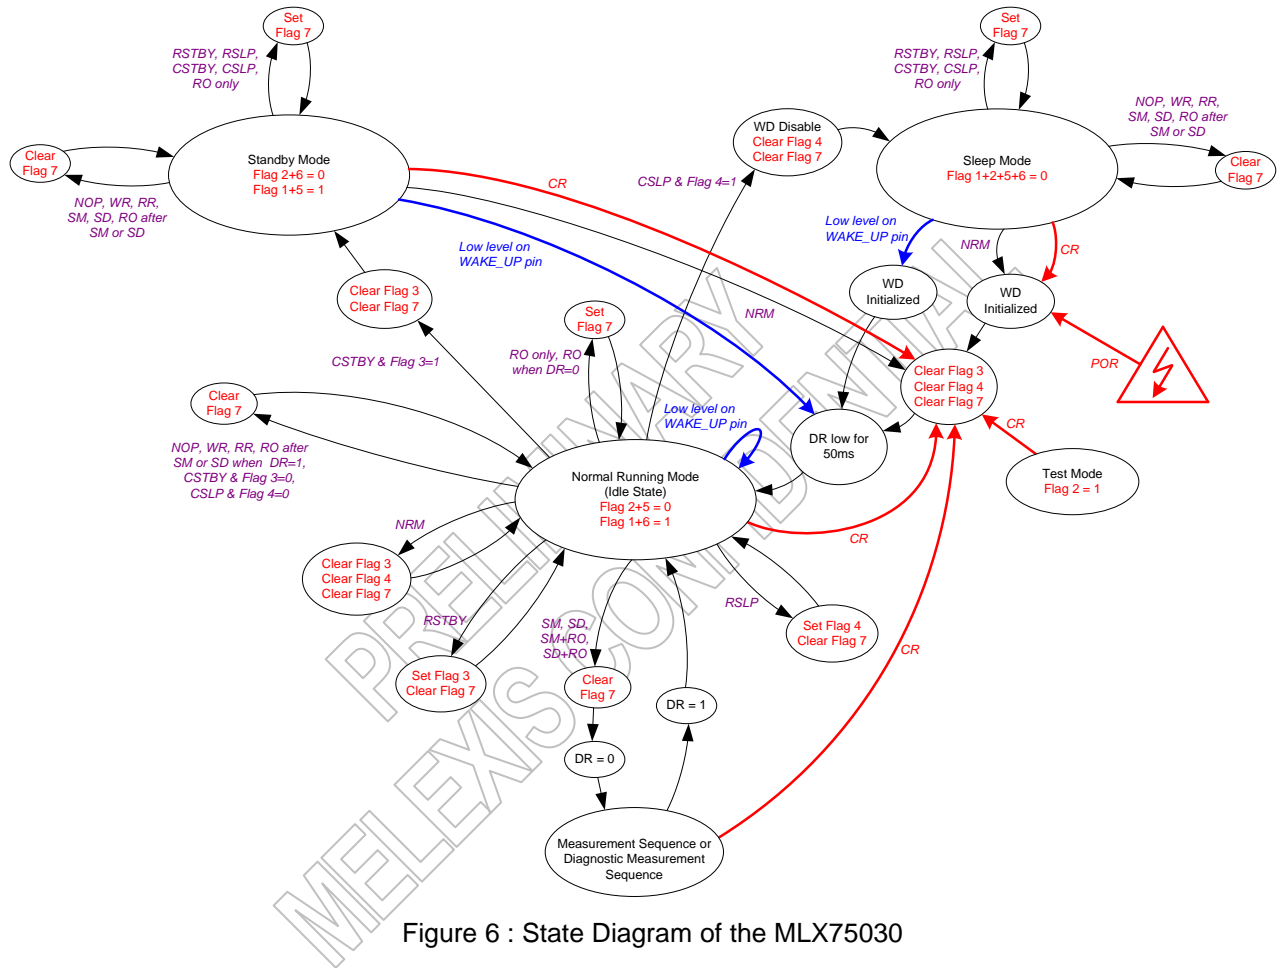 Set
Flag 7
RSTBY, RSLP,
CSTBY, CSLP,
RO only
Clear
Flag 7
Standby Mode
Flag 2+6 = 0
Flag 1+5 = 1
NOP, WR, RR,
SM, SD, RO after
SM or SD
Set
Flag 7
RSTBY, RSLP,
CSTBY, CSLP,
RO only
NOP, WR, RR,
SM, SD, RO after
SM or SD
WD Disable
Clear Flag 4
Clear Flag 7
Sleep Mode
Flag 1+2+5+6 = 0
Clear
Flag 7
CSLP & Flag 4=1
CR
Low level on
WAKE_UP pin
Low level on
WAKE_UP pin
NRM
CR
WD
Initialized
WD
Initialized
Clear Flag 3
Clear Flag 7
Set
Flag 7
NRM
CSTBY & Flag 3=1
RO only, RO
when DR=0
Clear Flag 3
Clear Flag 4
Clear Flag 7
POR
Clear
Flag 7
Low level on
WAKE_UP pin
CR
DR low for
50ms
NOP, WR, RR, RO after
SM or SD when DR=1,
CSTBY & Flag 3=0,
CSLP & Flag 4=0
Normal Running Mode
(Idle State)
Flag 2+5 = 0
Flag 1+6 = 1
Test Mode
Flag 2 = 1
NRM
CR
Clear Flag 3
Clear Flag 4
Clear Flag 7
RSTBY
SM, SD,
SM+RO,
SD+RO
RSLP
Set Flag 4
Clear Flag 7
CR
Set Flag 3
Clear Flag 7
Clear
Flag 7
DR = 1
DR = 0
Measurement Sequence or
Diagnostic Measurement
Sequence
PRELIMINARY
MELEXIS CONFIDENTIAL
Figure 6 : State Diagram of the MLX75030